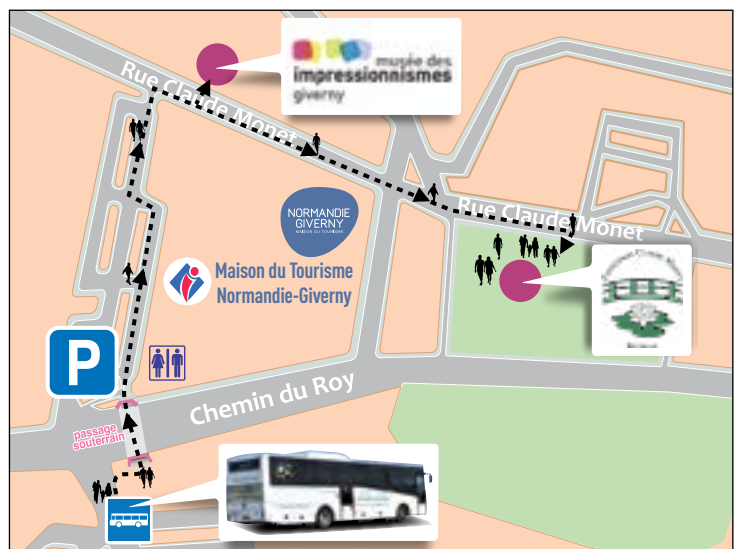 musée des
impressionnismes
giverny
Rue Claude Monet
Rue Claude Monet
NORMANDIE
GIVERNY
MAISON DU TOURISME
Maison du Tourisme
Normandie-Giverny
P
Chemin du Roy
passage
souterrain